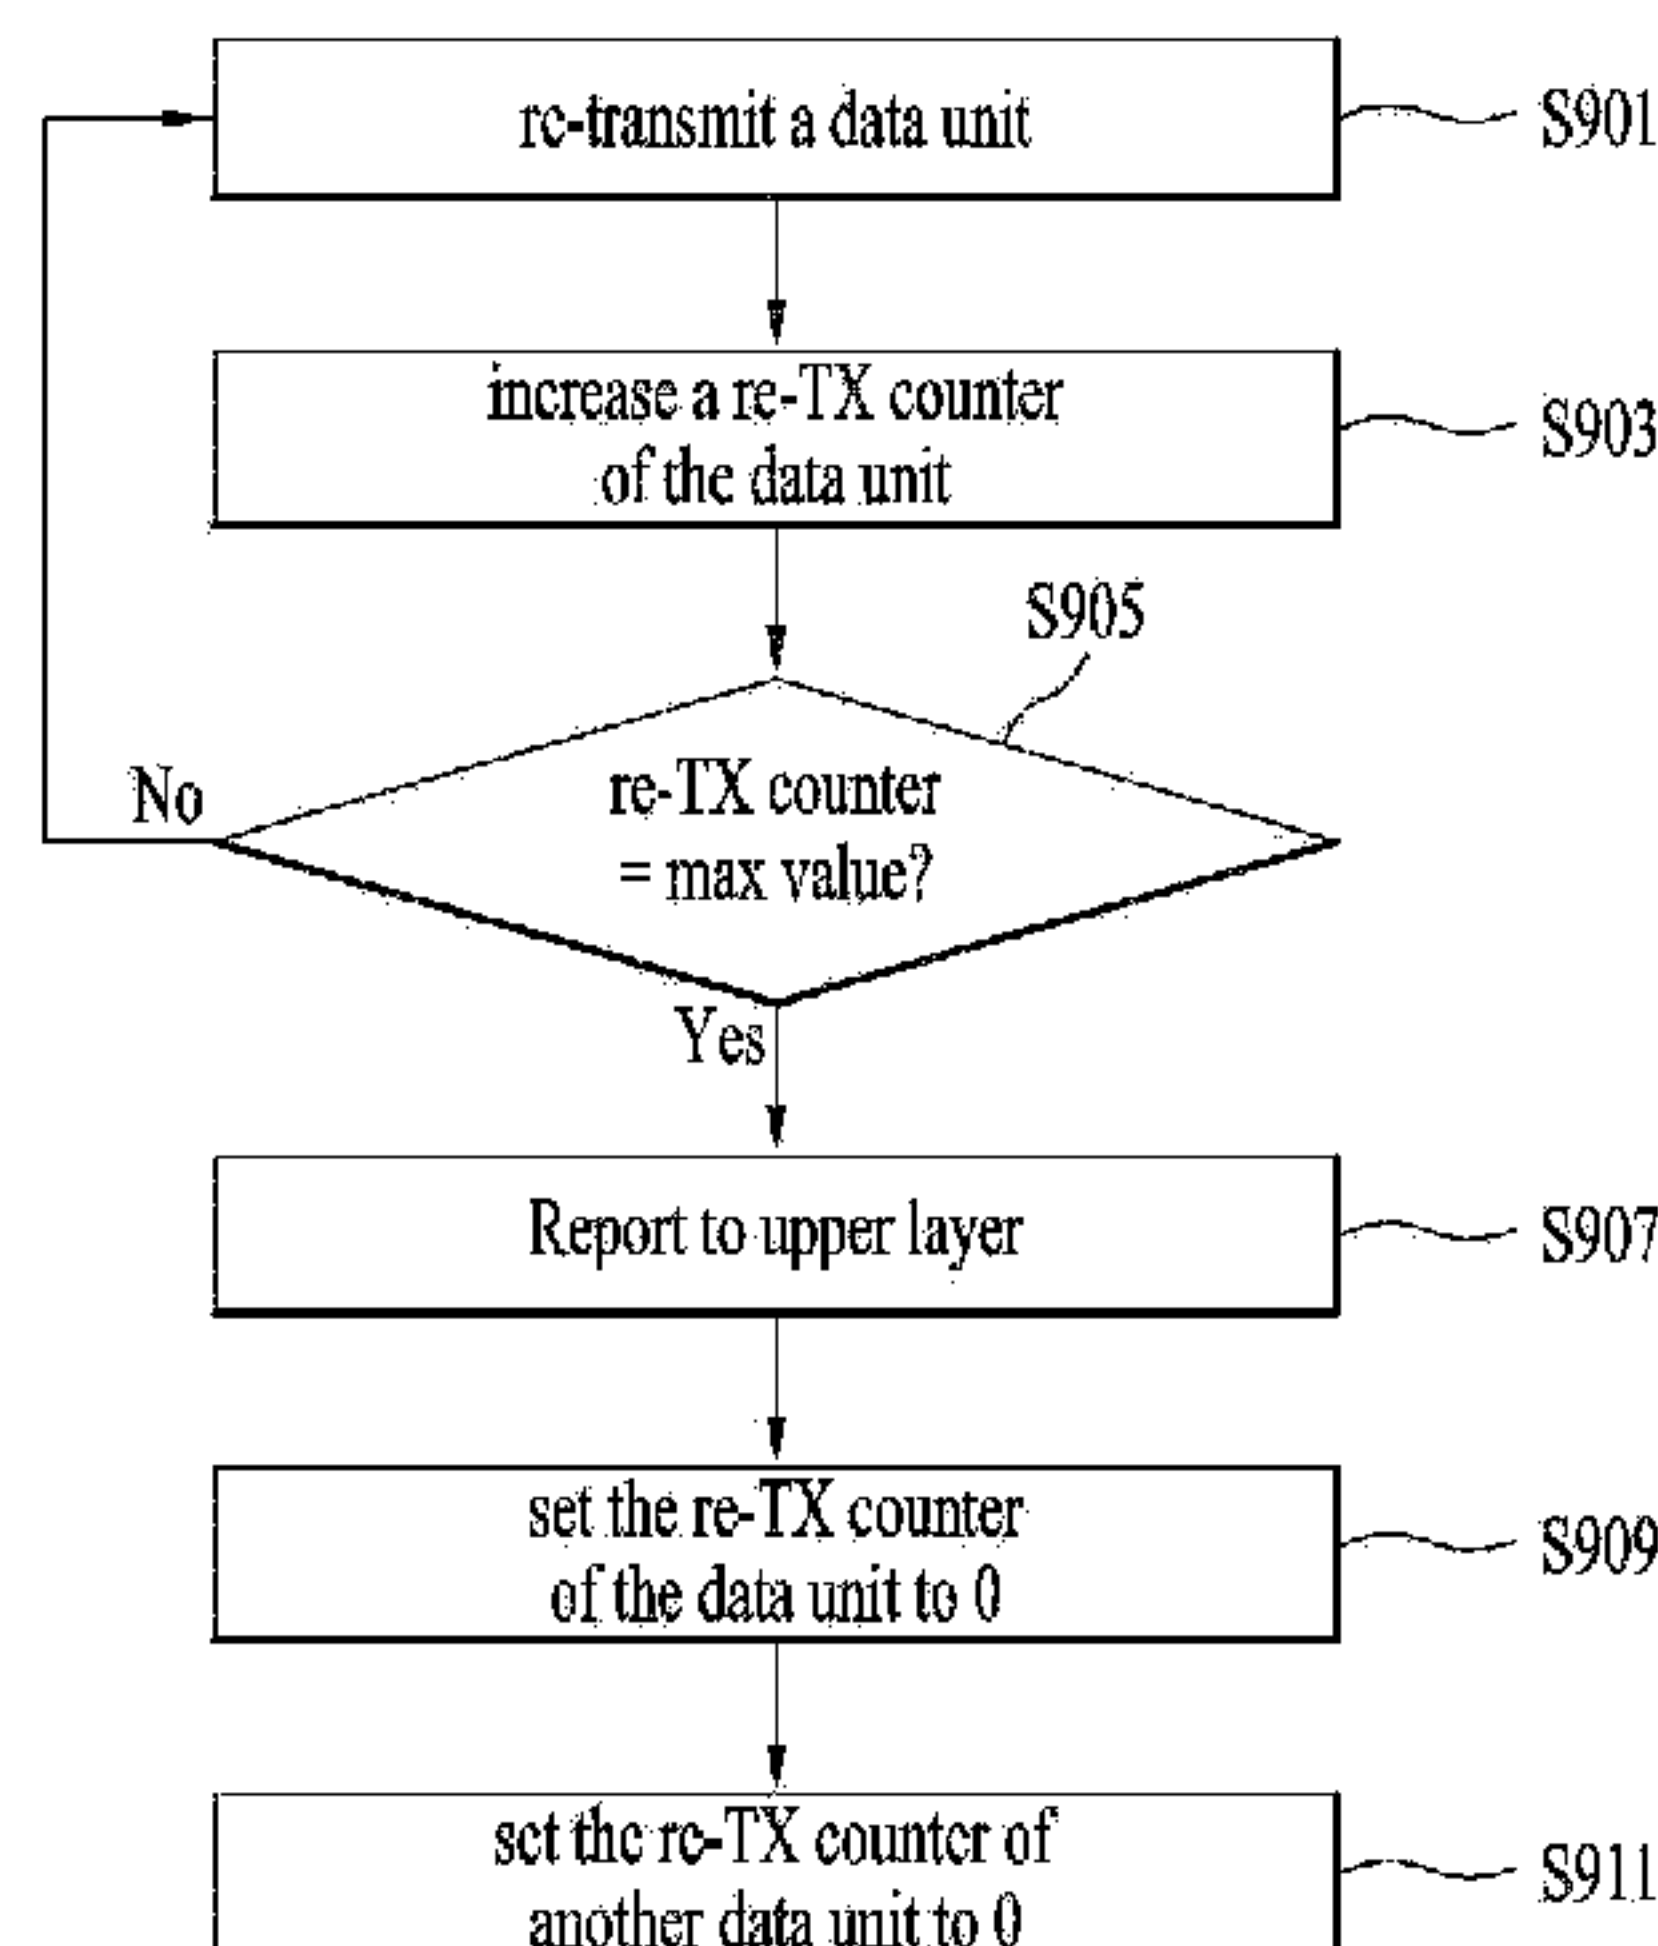 re-transmit a data unit
S901
increase a re-TX counter
of the data unit
S903
S905
re-TX counter
= max value?
No
Yes
Report to upper layer
S907
set the re-TX counter
of the data unit to 0
S909
set the re-TX counter of
another data unit to 0
S911